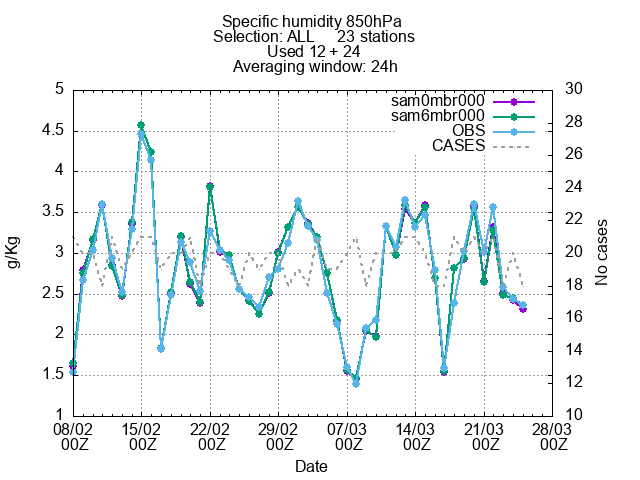 Specific humidity 850hPa
Selection: ALL 23 stations
Used 12 + 24
Averaging window: 24h
sam0mbr000
sam6mbr000
OBS
CASES
g/Kg
5
4.5
4
3.5
3
2.5
2
1.5
1
No cases
30
28
26
24
22
20
18
16
14
12
10
08/02 15/02 22/02 29/02 07/03 14/03 21/03 28/03
00Z 00Z 00Z 00Z 00Z 00Z 00Z 00Z
Date